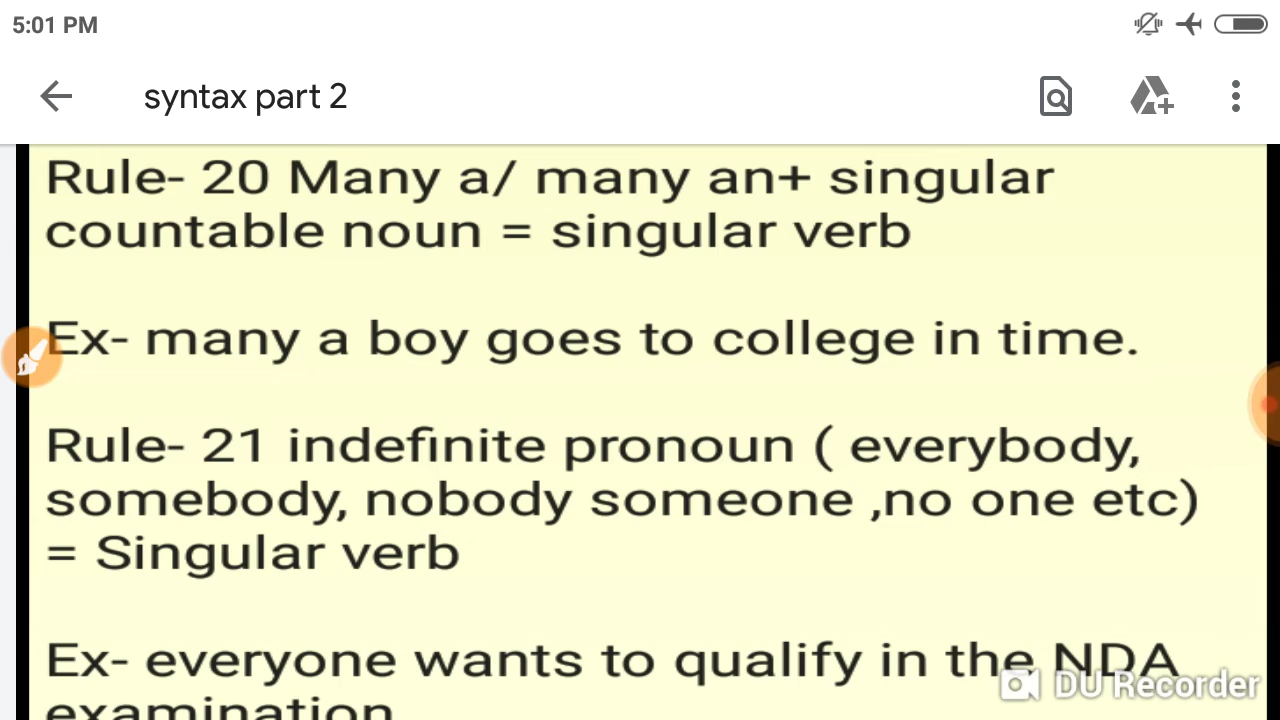 5:01 PM
syntax part 2
Rule- 20 Many a/ many an+ singular
countable noun = singular verb
Ex- many a boy goes to college in time.
Rule- 21 indefinite pronoun ( everybody,
somebody, nobody someone ,no one etc)
= Singular verb
Ex- everyone wants to qualify in the NDA
DU Recorder
examination